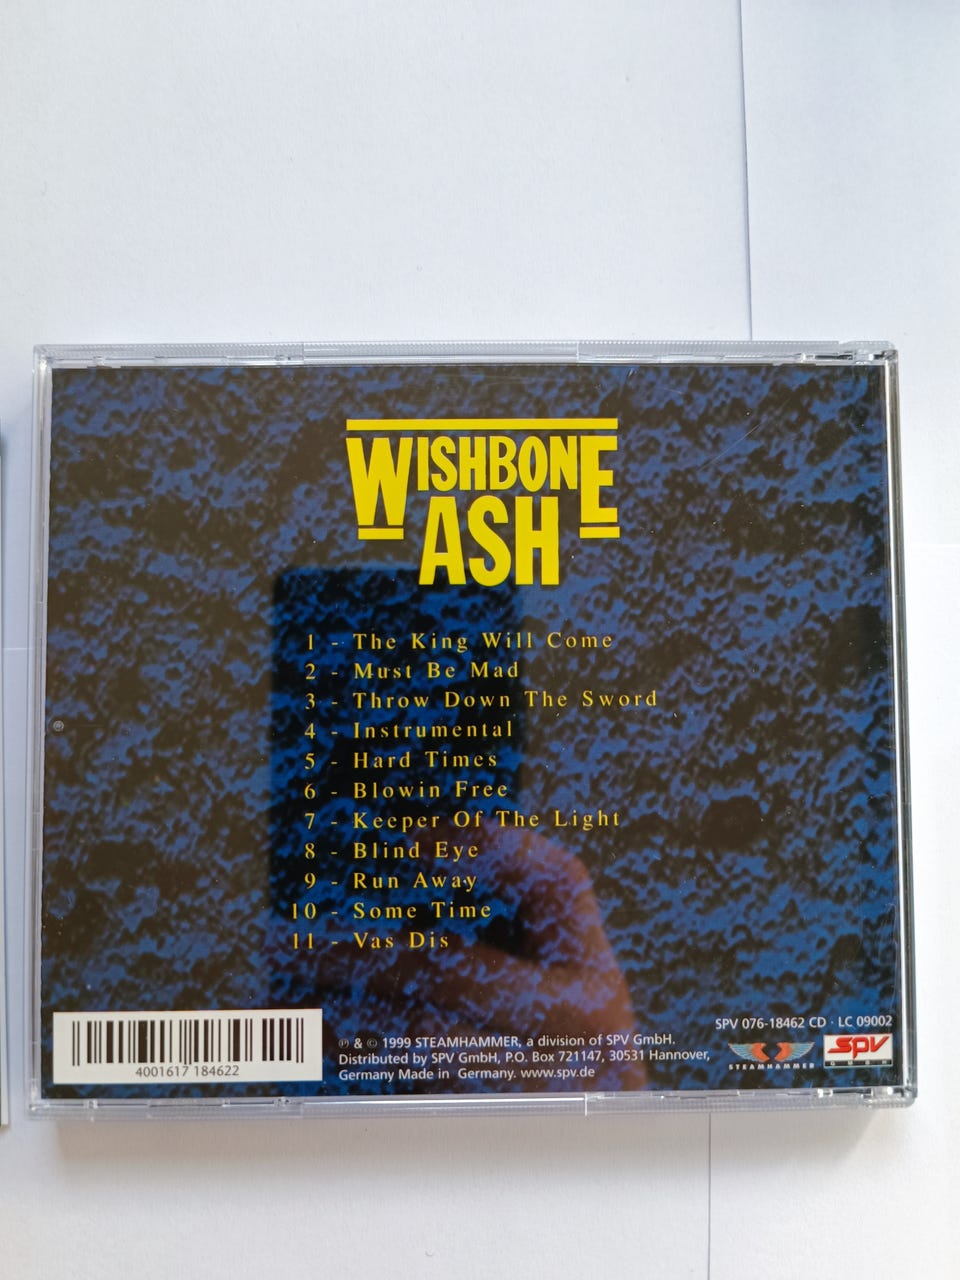 WISHBONE
ASH
1 - The King Will Come
2 - Must Be Mad
3 - Throw Down The Sword
4 - Instrumental
5 - Hard Times
6 - Blowin Free
7 - Keeper Of The Light
8 - Blind Eye
9 - Run Away
10 - Some Time
11 - Vas Dis
4001617 184622
℗ & © 1999 STEAMHAMMER, a division of SPV GmbH.
Distributed by SPV GmbH, P.O. Box 721147, 30531 Hannover,
Germany Made in Germany. www.spv.de
SPV 076-18462 CD · LC 09002
STEAMHAMMER
SPV
GMBH